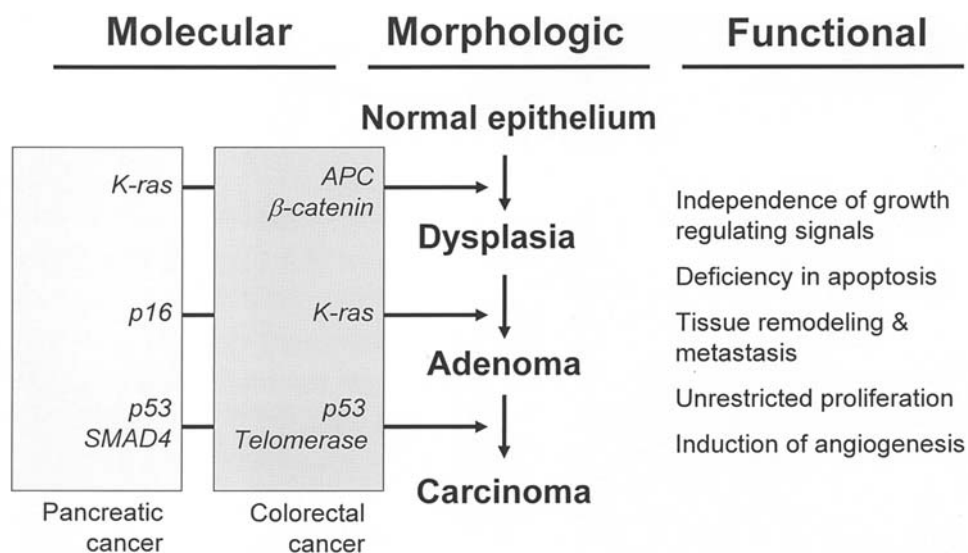 Molecular
Morphologic
Functional
Normal epithelium
K-ras
APC
β-catenin
Dysplasia
p16
K-ras
Adenoma
p53
SMAD4
p53
Telomerase
Carcinoma
Pancreatic
cancer
Colorectal
cancer
Independence of growth
regulating signals
Deficiency in apoptosis
Tissue remodeling &
metastasis
Unrestricted proliferation
Induction of angiogenesis